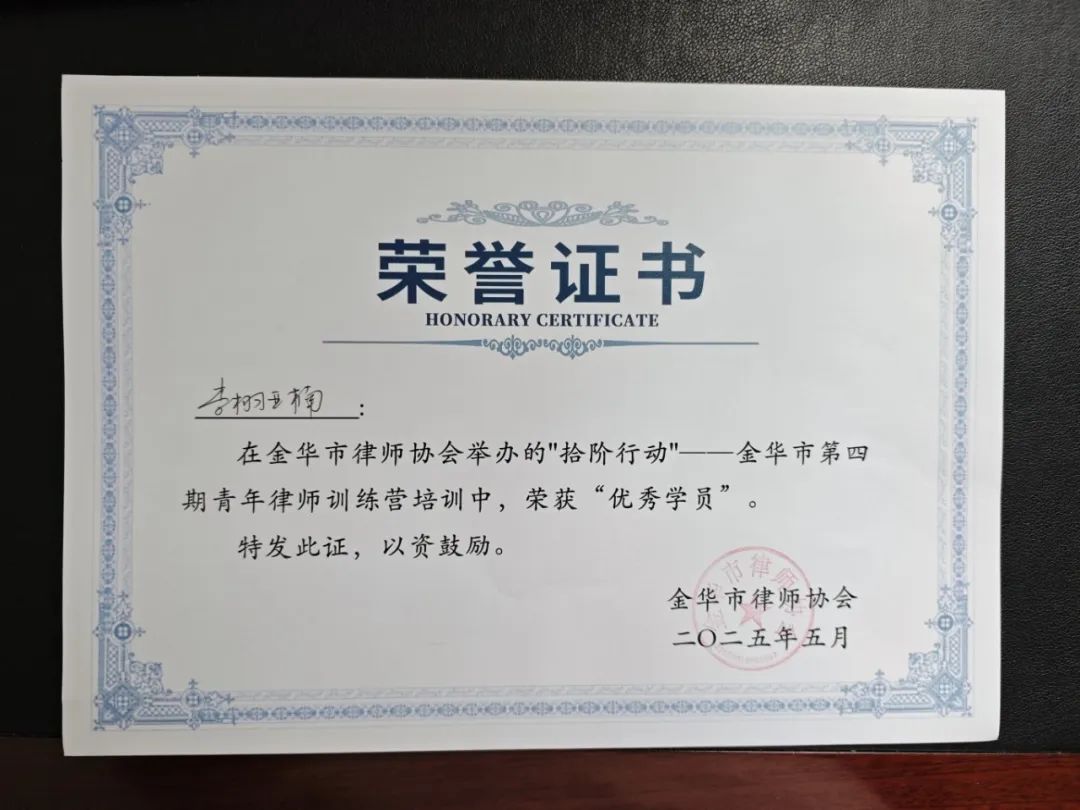 荣誉证书
HONORARY CERTIFICATE
:
在金华市律师协会举办的"拾阶行动"——金华市第四
期青年律师训练营培训中，荣获“优秀学员”。
特发此证，以资鼓励。
金华市律师协会
二〇二五年五月